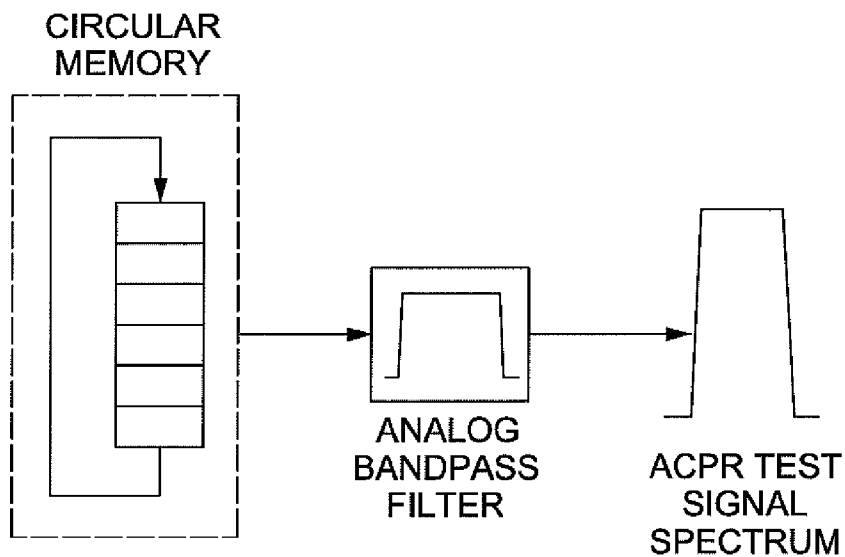 CIRCULAR
MEMORY
ANALOG
BANDPASS
FILTER
ACPR TEST
SIGNAL
SPECTRUM